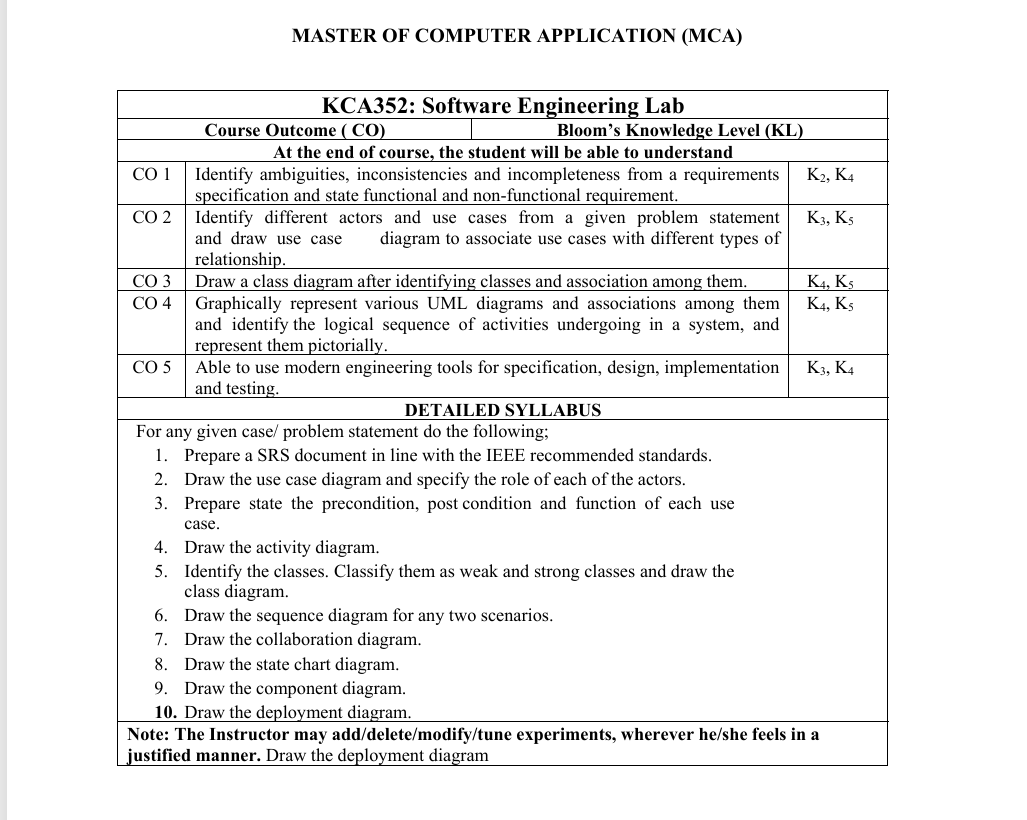 MASTER OF COMPUTER APPLICATION (MCA)
KCA352: Software Engineering Lab
Course Outcome ( CO) Bloom’s Knowledge Level (KL)
At the end of course, the student will be able to understand
CO 1 Identify ambiguities, inconsistencies and incompleteness from a requirements K2, K4
specification and state functional and non-functional requirement.
CO 2 Identify different actors and use cases from a given problem statement K3, K5
and draw use case diagram to associate use cases with different types of
relationship.
CO 3 Draw a class diagram after identifying classes and association among them. K4, K5
CO 4 Graphically represent various UML diagrams and associations among them K4, K5
and identify the logical sequence of activities undergoing in a system, and
represent them pictorially.
CO 5 Able to use modern engineering tools for specification, design, implementation K3, K4
and testing.
DETAILED SYLLABUS
For any given case/ problem statement do the following;
1. Prepare a SRS document in line with the IEEE recommended standards.
2. Draw the use case diagram and specify the role of each of the actors.
3. Prepare state the precondition, post condition and function of each use
case.
4. Draw the activity diagram.
5. Identify the classes. Classify them as weak and strong classes and draw the
class diagram.
6. Draw the sequence diagram for any two scenarios.
7. Draw the collaboration diagram.
8. Draw the state chart diagram.
9. Draw the component diagram.
10. Draw the deployment diagram.
Note: The Instructor may add/delete/modify/tune experiments, wherever he/she feels in a
justified manner. Draw the deployment diagram